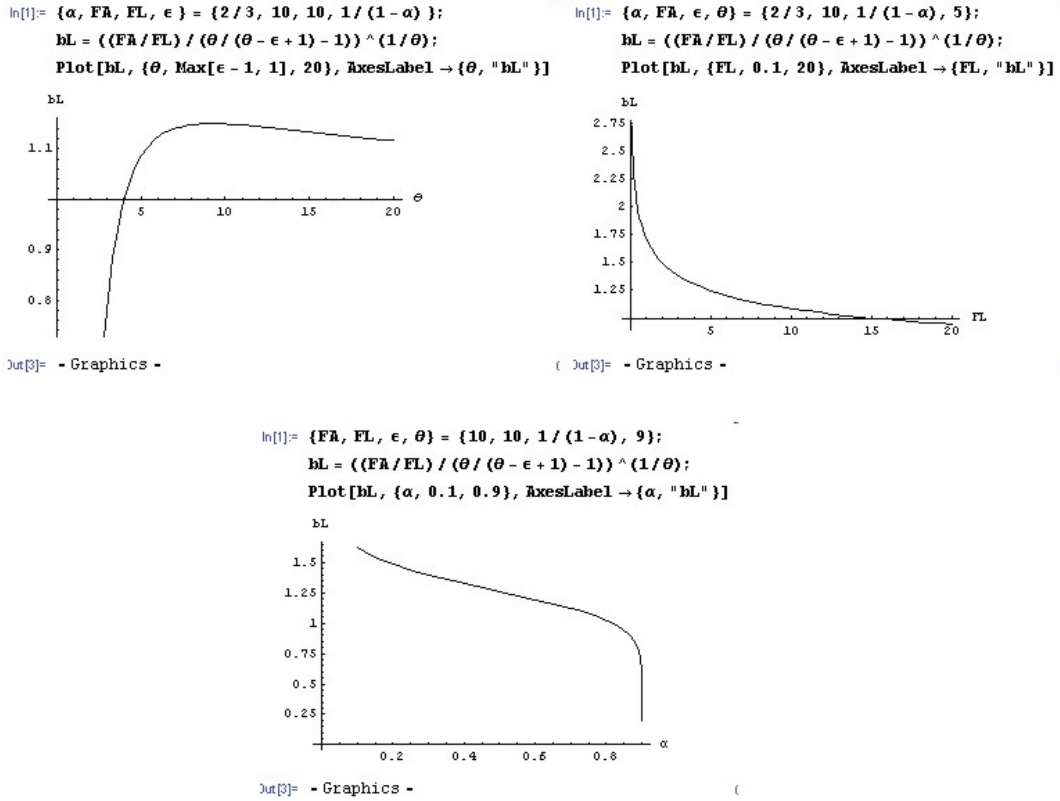 In[1]:= {α, FA, FL, ϵ } = {2/3, 10, 10, 1/(1-α) };
bL = ((FA/FL)/(θ/(θ-ϵ+1)-1))^(1/θ);
Plot[bL, {θ, Max[ϵ-1, 1], 20}, AxesLabel → {θ, "bL"}]
bL
1.1
θ
5 10 15 20
0.9
0.8
Out[3]= - Graphics -
In[1]:= {α, FA, ϵ, θ} = {2/3, 10, 1/(1-α), 5};
bL = ((FA/FL)/(θ/(θ-ϵ+1)-1))^(1/θ);
Plot[bL, {FL, 0.1, 20}, AxesLabel → {FL, "bL"}]
bL
2.75
2.5
2.25
2
1.75
1.5
1.25
FL
5 10 15 20
( Out[3]= - Graphics -
In[1]:= {FA, FL, ϵ, θ} = {10, 10, 1/(1-α), 9};
bL = ((FA/FL)/(θ/(θ-ϵ+1)-1))^(1/θ);
Plot[bL, {α, 0.1, 0.9}, AxesLabel → {α, "bL"}]
bL
1.5
1.25
1
0.75
0.5
0.25
α
0.2 0.4 0.6 0.8
Out[3]= - Graphics - (